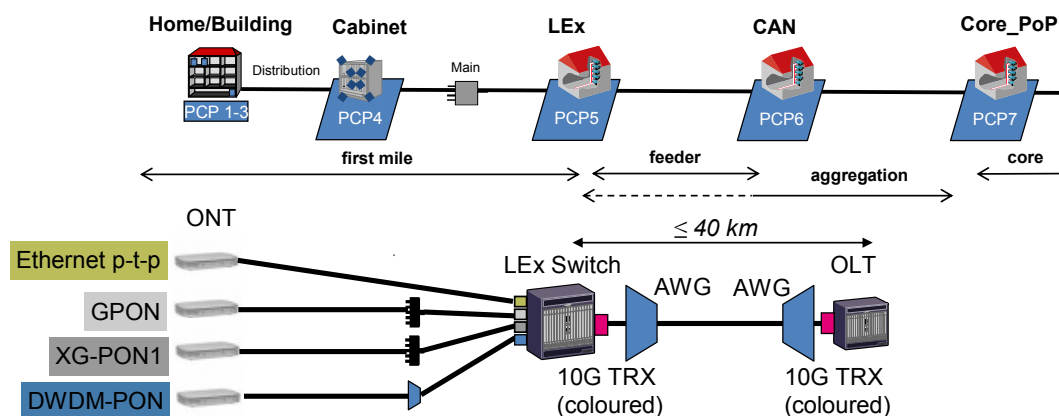 Home/Building
Cabinet
LEx
CAN
Core_PoP
Distribution
Main
PCP 1-3
PCP4
PCP5
PCP6
PCP7
first mile
feeder
aggregation
core
ONT
≤ 40 km
Ethernet p-t-p
LEx Switch
OLT
AWG
AWG
GPON
XG-PON1
DWDM-PON
10G TRX
(coloured)
10G TRX
(coloured)